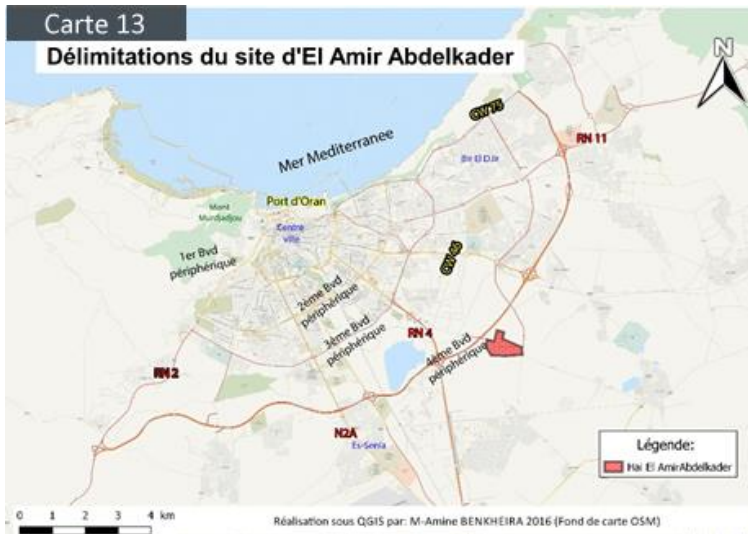 Carte 13
Délimitations du site d'El Amir Abdelkader
N
CW 75
RN 11
Mer Mediterranee
Bir El DJir
Port d'Oran
Mont
Murdjadjou
Centre
ville
1er Bvd
périphérique
CW 46
2ème Bvd
périphérique
3ème Bvd
périphérique
RN 4
4ème Bvd
périphérique
RN 2
N2A
Es-Senia
Légende:
Hai El AmirAbdelkader
0 1 2 3 4 km
Réalisation sous QGIS par: M-Amine BENKHEIRA 2016 (Fond de carte OSM)